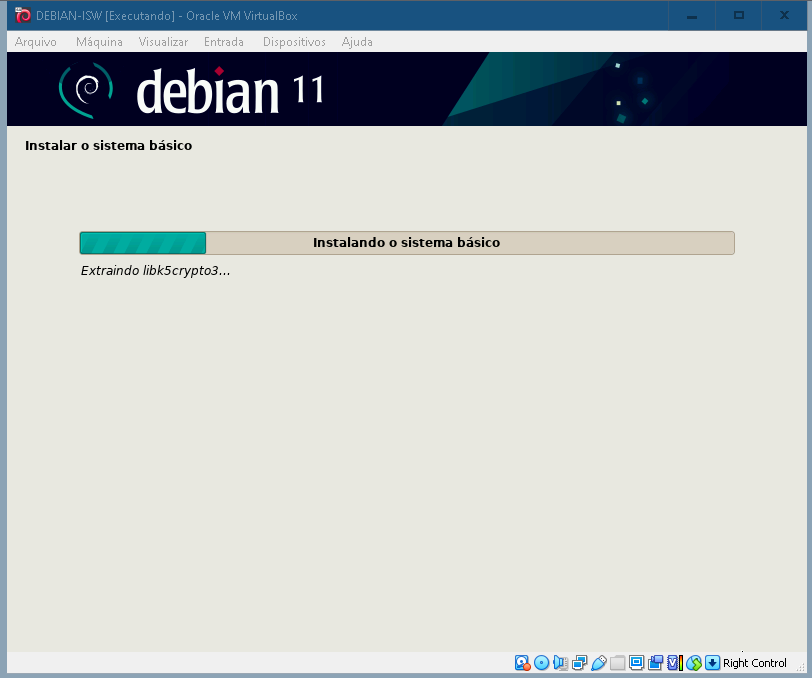 DEBIAN-ISW [Executando] - Oracle VM VirtualBox
Arquivo Máquina Visualizar Entrada Dispositivos Ajuda
debian 11
Instalar o sistema básico
Instalando o sistema básico
Extraindo libk5crypto3...
Right Control